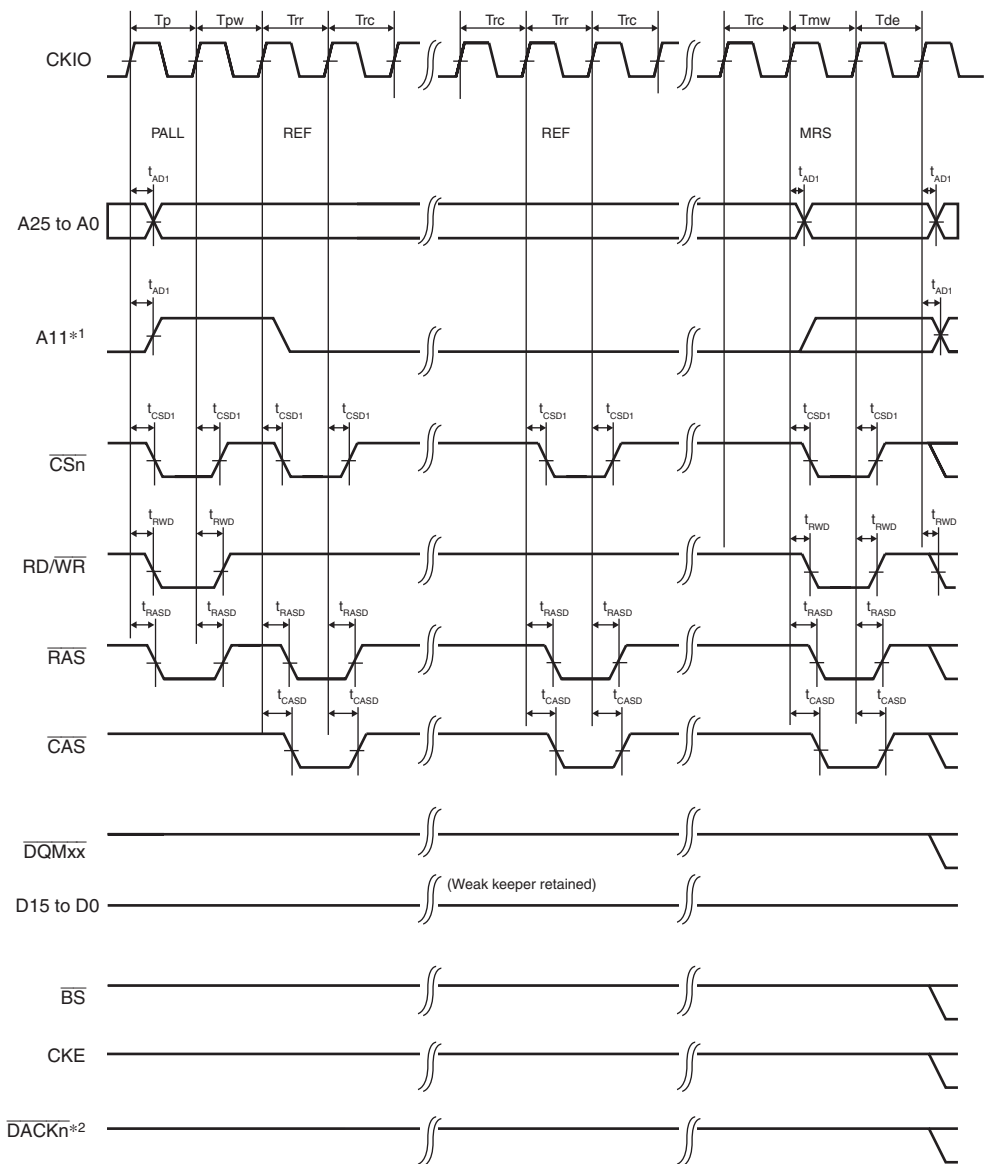 Tp Tpw Trr Trc Trc Trr Trc Trc Tmw Tde
CKIO
PALL REF REF MRS
tAD1 tAD1 tAD1
A25 to A0
tAD1 tAD1
A11*1
tCSD1 tCSD1 tCSD1 tCSD1 tCSD1 tCSD1 tCSD1 tCSD1
CSn
tRWD tRWD tRWD tRWD tRWD
RD/WR
tRASD tRASD tRASD tRASD tRASD tRASD tRASD tRASD
RAS
tCASD tCASD tCASD tCASD tCASD tCASD
CAS
DQMxx
(Weak keeper retained)
D15 to D0
BS
CKE
DACKn*2